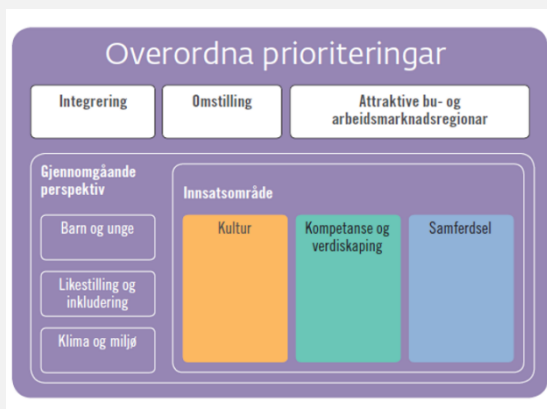 Overordna prioriteringar
Integrering
Omstilling
Attraktive bu- og
arbeidsmarknadsregionar
Gjennomgåande
perspektiv
Barn og unge
Likestilling og
inkludering
Klima og miljø
Innsatsområde
Kultur
Kompetanse og
verdiskaping
Samferdsel